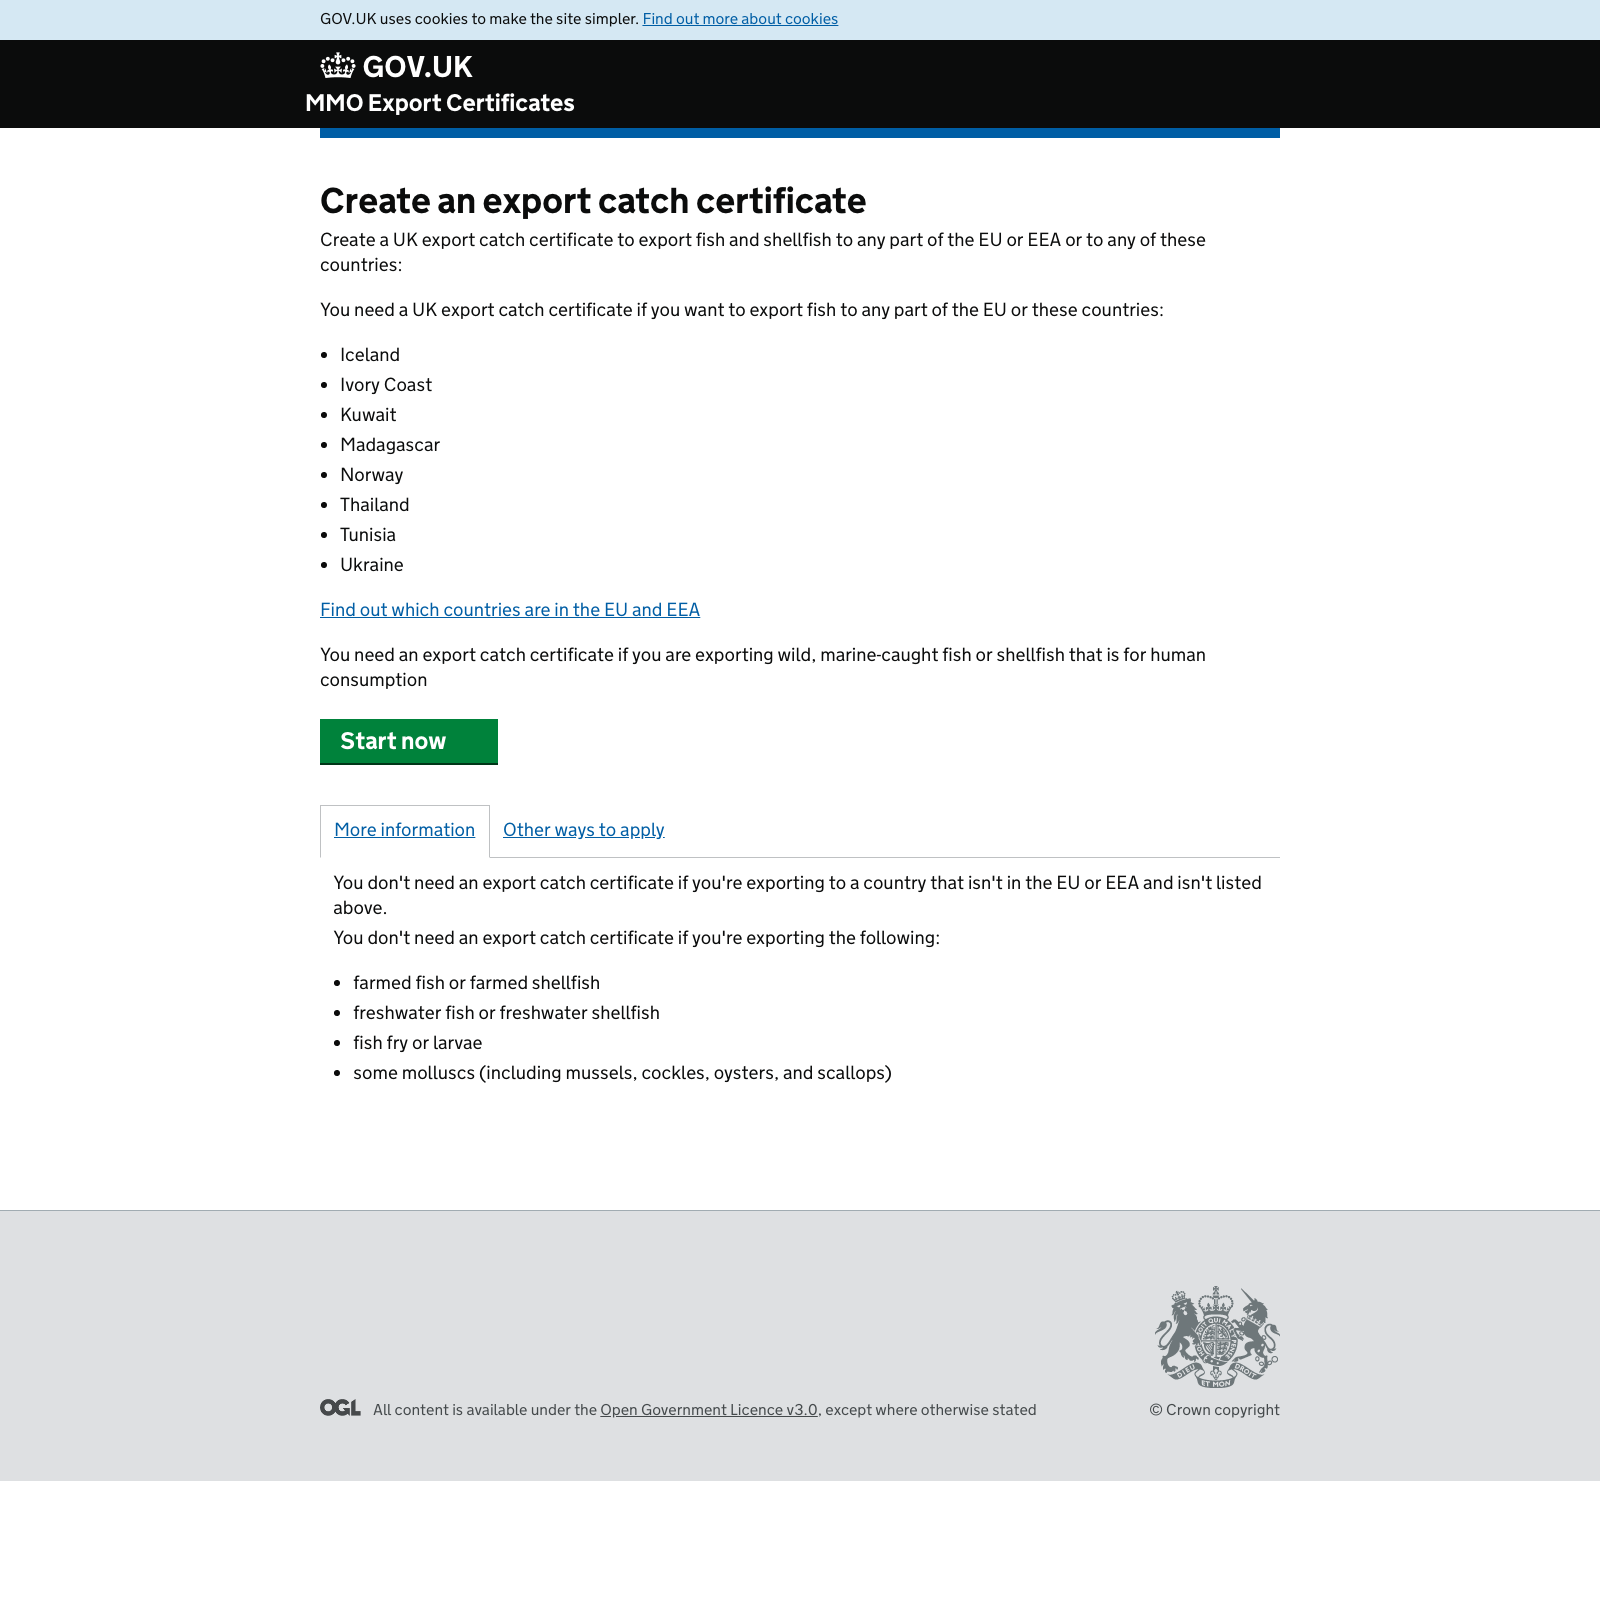 GOV.UK uses cookies to make the site simpler. Find out more about cookies
GOV.UK
MMO Export Certificates
Create an export catch certificate
Create a UK export catch certificate to export fish and shellfish to any part of the EU or EEA or to any of these
countries:
You need a UK export catch certificate if you want to export fish to any part of the EU or these countries:
• Iceland
• Ivory Coast
• Kuwait
• Madagascar
• Norway
• Thailand
• Tunisia
• Ukraine
Find out which countries are in the EU and EEA
You need an export catch certificate if you are exporting wild, marine-caught fish or shellfish that is for human
consumption
Start now
More information Other ways to apply
You don't need an export catch certificate if you're exporting to a country that isn't in the EU or EEA and isn't listed
above.
You don't need an export catch certificate if you're exporting the following:
• farmed fish or farmed shellfish
• freshwater fish or freshwater shellfish
• fish fry or larvae
• some molluscs (including mussels, cockles, oysters, and scallops)
DIEU ET MON DROIT
OGL All content is available under the Open Government Licence v3.0, except where otherwise stated
© Crown copyright